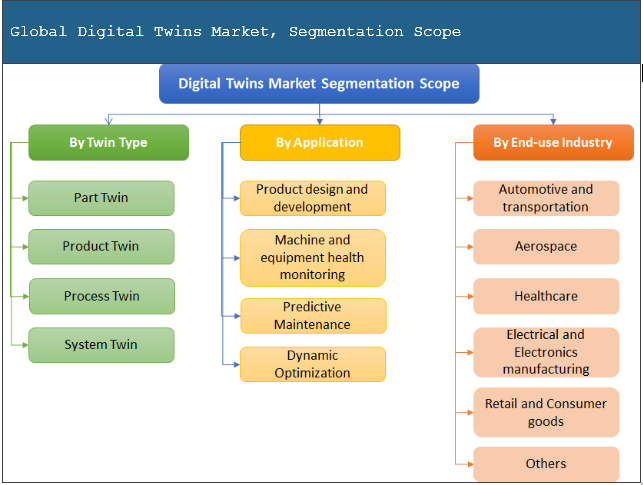 Global Digital Twins Market, Segmentation Scope
Digital Twins Market Segmentation Scope
By Twin Type
Part Twin
Product Twin
Process Twin
System Twin
By Application
Product design and
development
Machine and
equipment health
monitoring
Predictive
Maintenance
Dynamic
Optimization
By End-use Industry
Automotive and
transportation
Aerospace
Healthcare
Electrical and
Electronics
manufacturing
Retail and Consumer
goods
Others